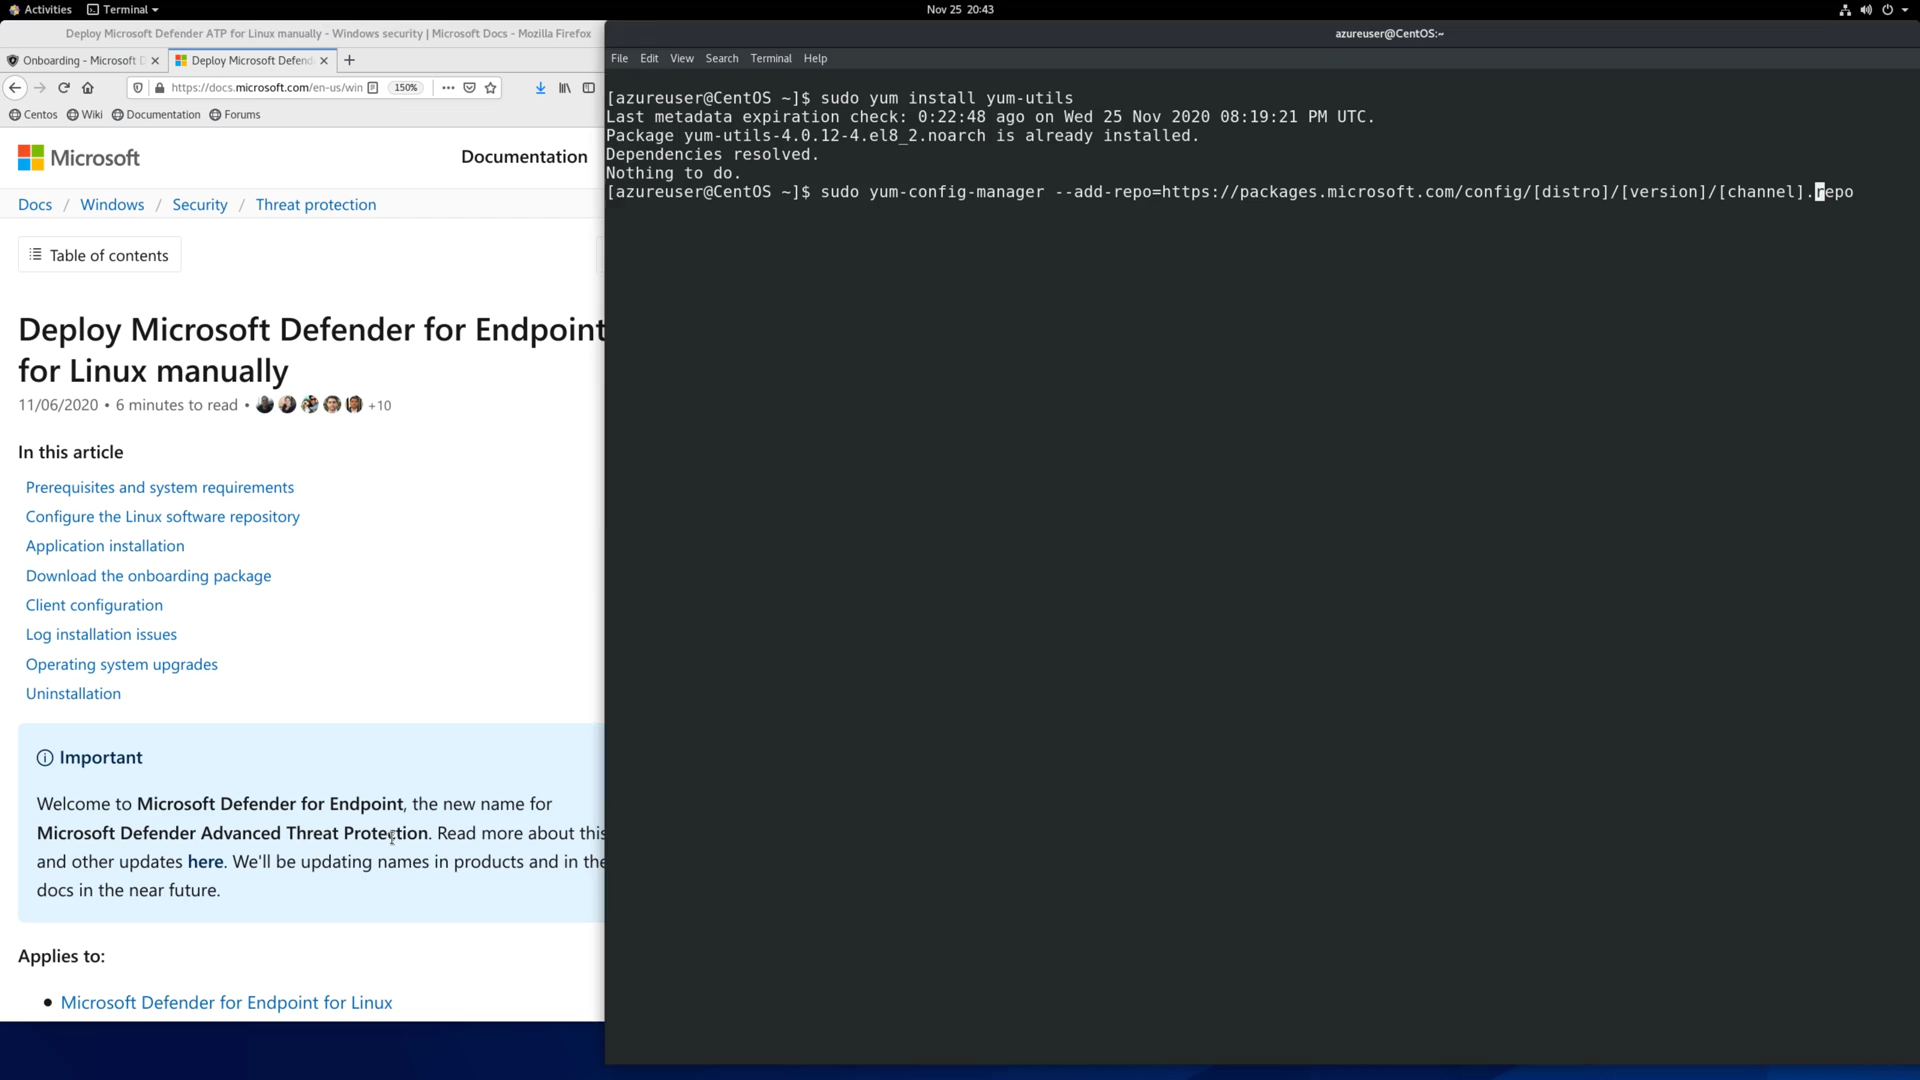 Activities Terminal Nov 25 20:43
Deploy Microsoft Defender ATP for Linux manually - Windows security | Microsoft Docs - Mozilla Firefox
Onboarding - Microsoft D Deploy Microsoft Defend
https://docs.microsoft.com/en-us/win 150%
Centos Wiki Documentation Forums
Microsoft Documentation
Docs / Windows / Security / Threat protection
Table of contents
Deploy Microsoft Defender for Endpoint
for Linux manually
11/06/2020 • 6 minutes to read • +10
In this article
Prerequisites and system requirements
Configure the Linux software repository
Application installation
Download the onboarding package
Client configuration
Log installation issues
Operating system upgrades
Uninstallation
Important
Welcome to Microsoft Defender for Endpoint, the new name for
Microsoft Defender Advanced Threat Protection. Read more about this
and other updates here. We'll be updating names in products and in the
docs in the near future.
Applies to:
• Microsoft Defender for Endpoint for Linux
azureuser@CentOS:~
File Edit View Search Terminal Help
[azureuser@CentOS ~]$ sudo yum install yum-utils
Last metadata expiration check: 0:22:48 ago on Wed 25 Nov 2020 08:19:21 PM UTC.
Package yum-utils-4.0.12-4.el8_2.noarch is already installed.
Dependencies resolved.
Nothing to do.
[azureuser@CentOS ~]$ sudo yum-config-manager --add-repo=https://packages.microsoft.com/config/[distro]/[version]/[channel].repo